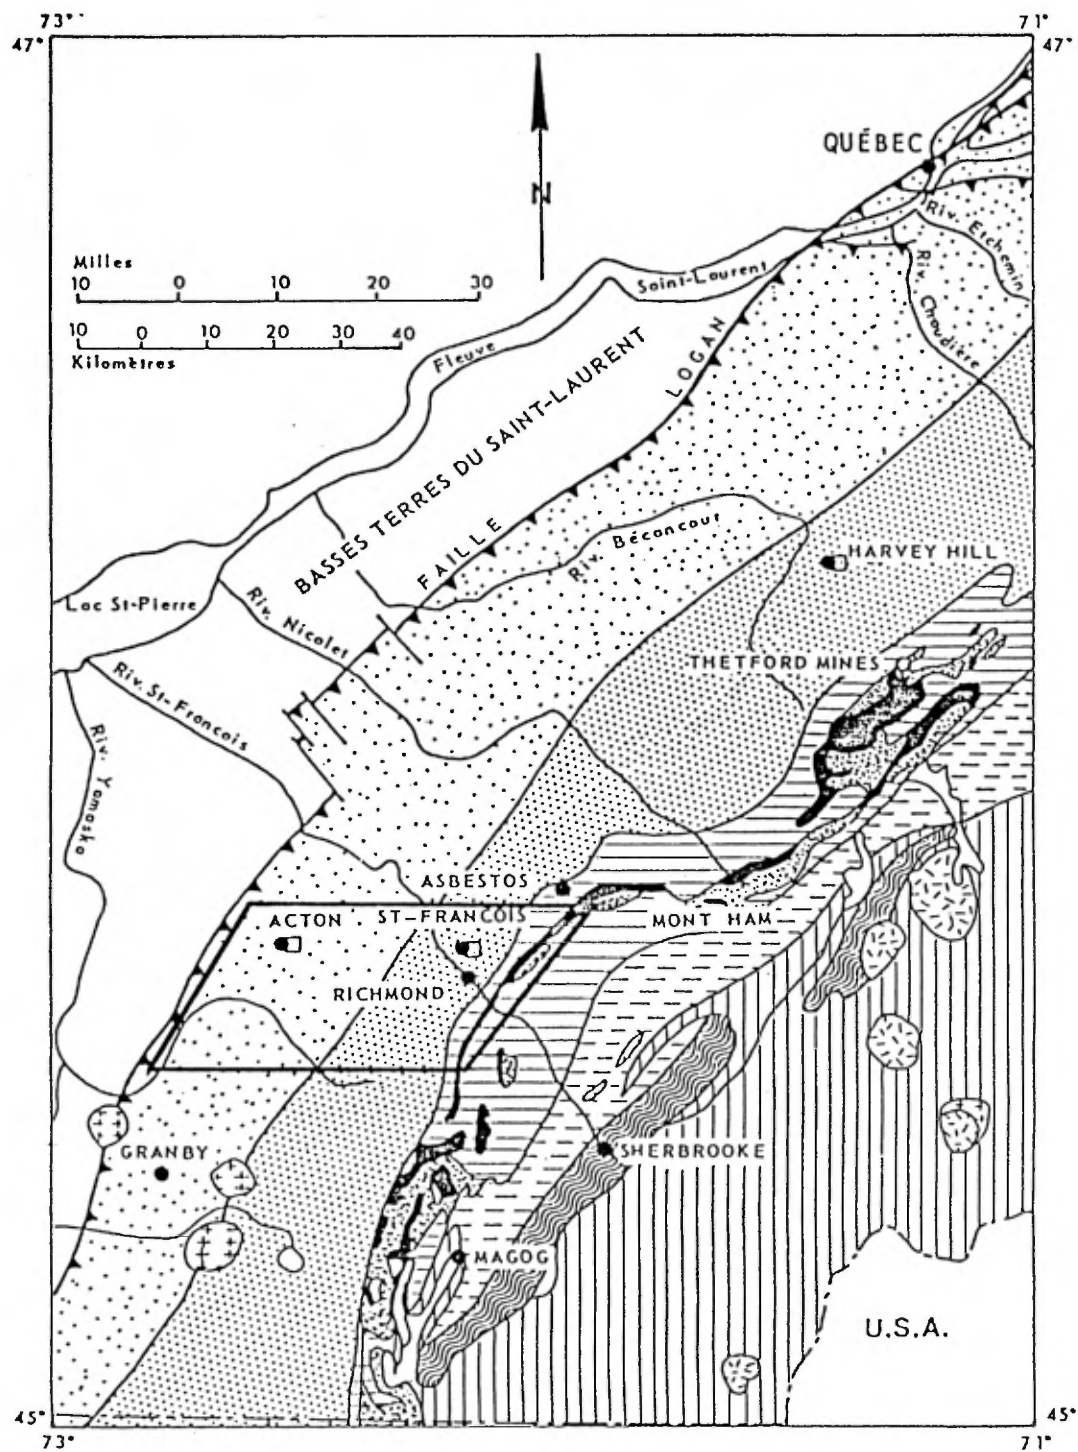 73°
71°
47°
47°
QUÉBEC
N
Riv. Etchemin
Riv. Chaudière
Milles
10 0 10 20 30
10 0 10 20 30 40
Kilomètres
Fleuve Saint-Laurent
BASSES TERRES DU SAINT-LAURENT
FAILLE LOGAN
Riv. Bécancour
HARVEY HILL
Lac St-Pierre
Riv. Nicolet
THETFORD MINES
Riv. St-François
Riv. Yamaska
ASBESTOS
ACTON
ST-FRANÇOIS
MONT HAM
RICHMOND
GRANBY
SHERBROOKE
MAGOG
U.S.A.
45°
45°
73°
71°